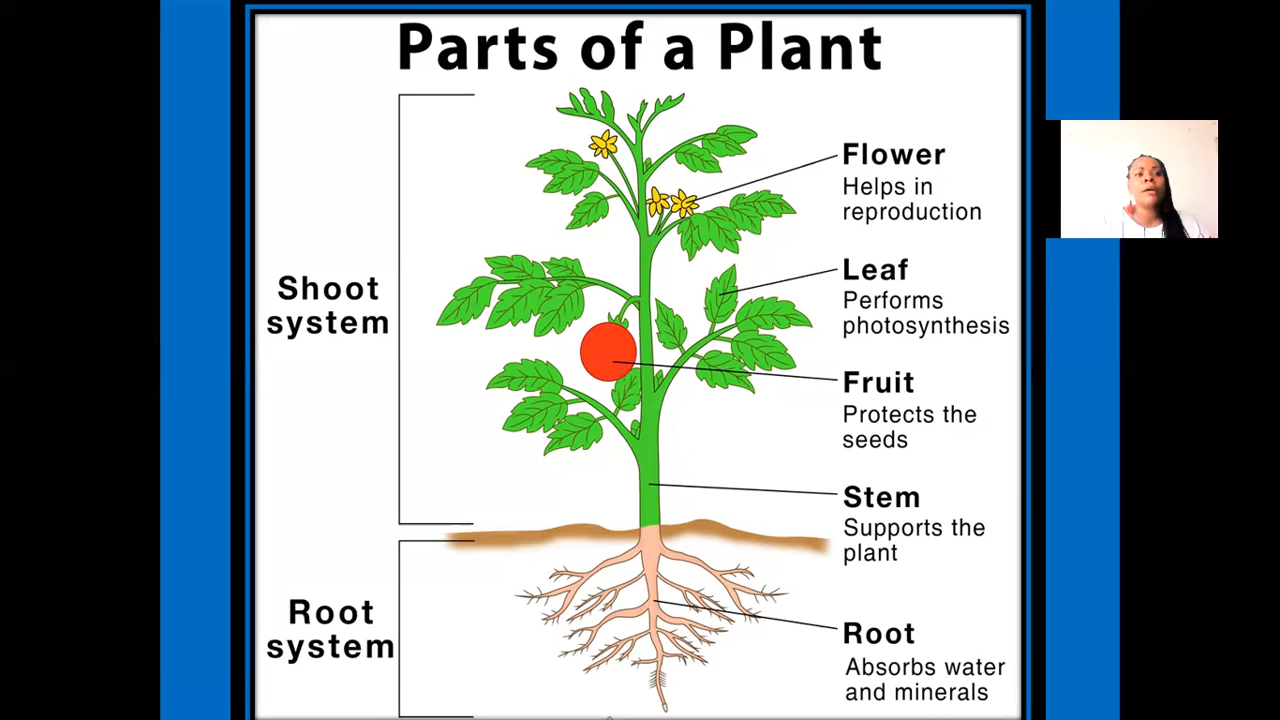 Parts of a Plant
Shoot
system
Root
system
Flower
Helps in
reproduction
Leaf
Performs
photosynthesis
Fruit
Protects the
seeds
Stem
Supports the
plant
Root
Absorbs water
and minerals